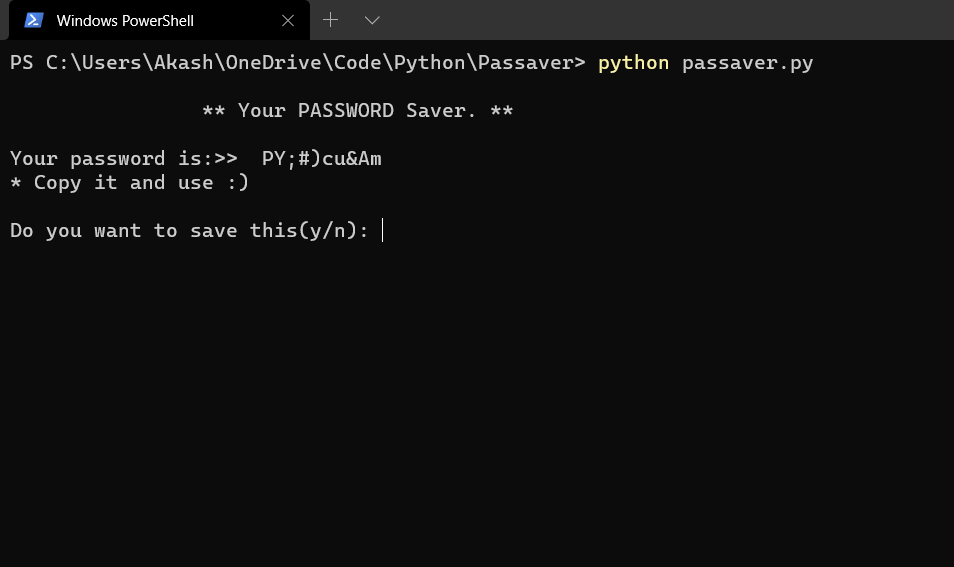 Windows PowerShell
PS C:\Users\Akash\OneDrive\Code\Python\Passaver> python passaver.py
** Your PASSWORD Saver. **
Your password is:>>  PY;#)cu&Am
* Copy it and use :)
Do you want to save this(y/n):